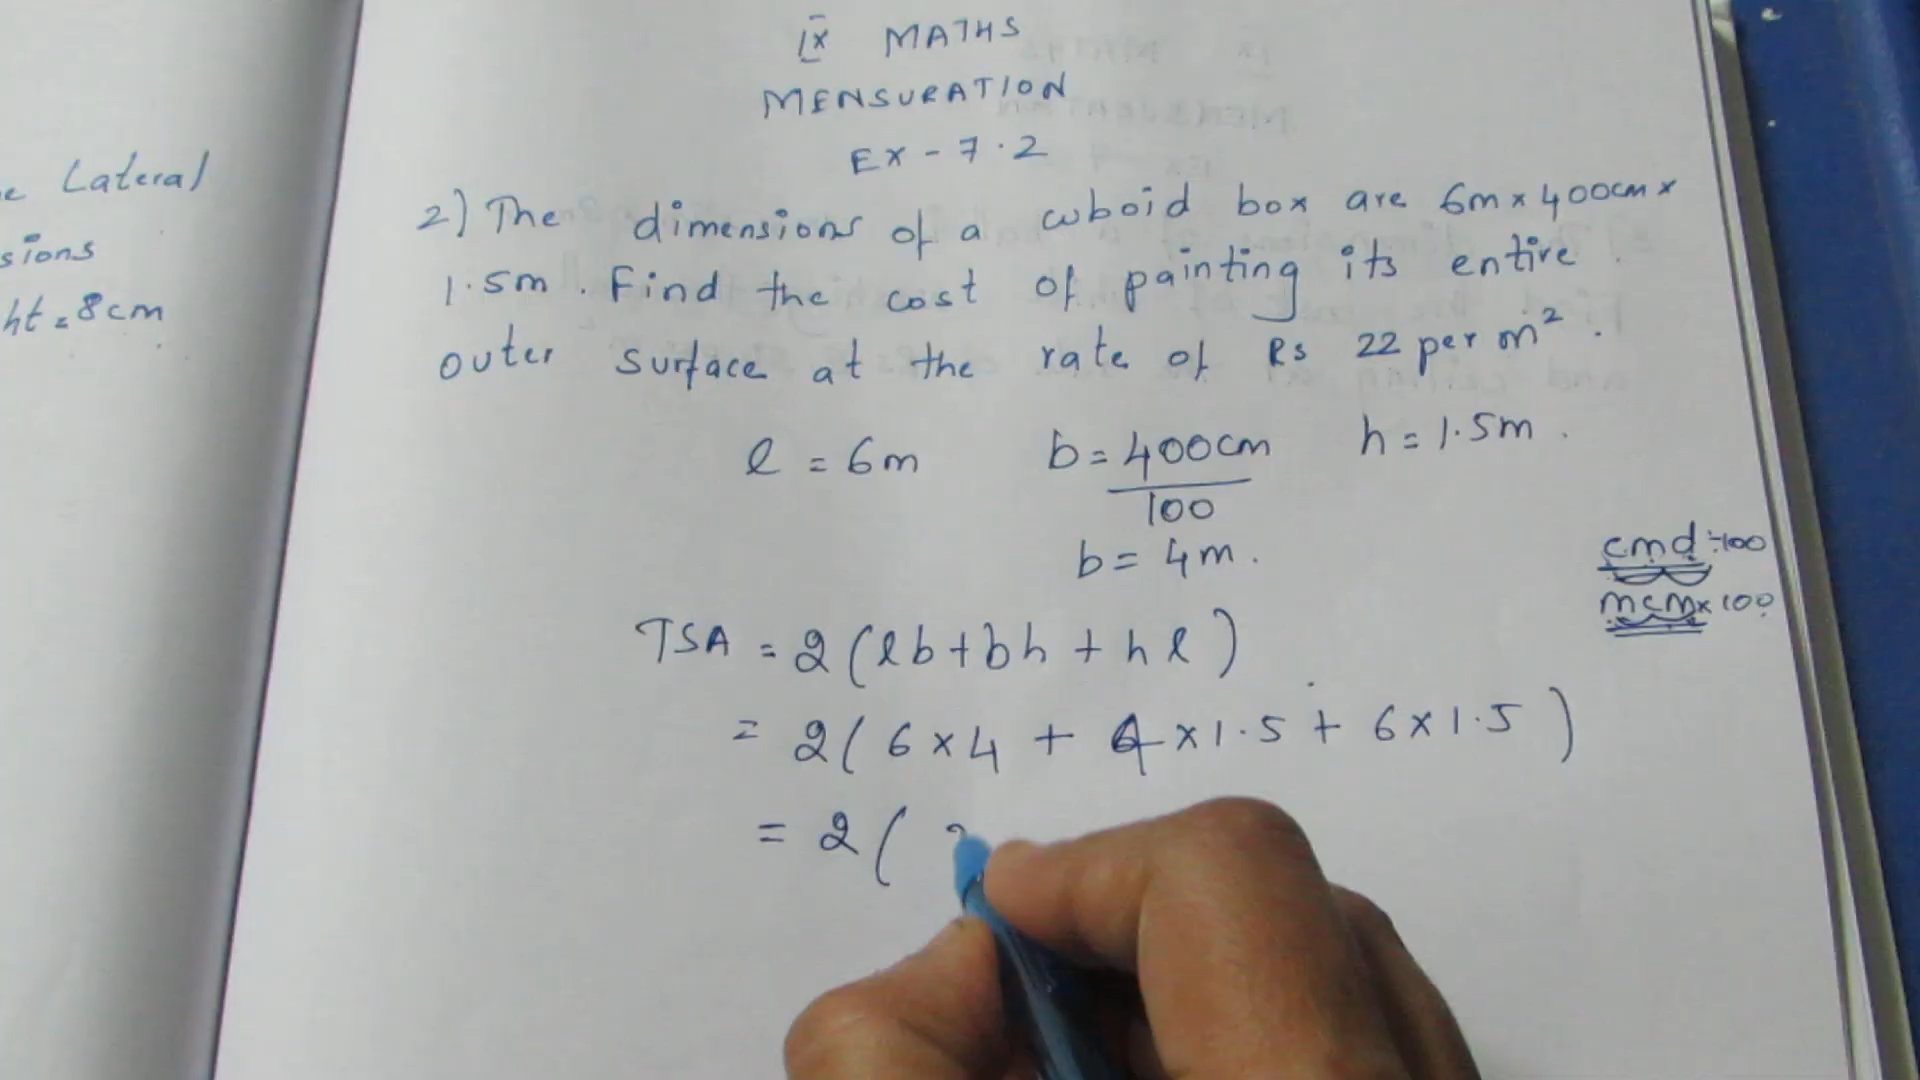 e Lateral
sions
ht = 8cm
IX MATHS
MENSURATION
EX - 7.2
2) The dimensions of a cuboid box are 6m x 400cm x
1.5m. Find the cost of painting its entire
outer surface at the rate of Rs 22 per m².
l = 6m b = 400cm h = 1.5m.
100
b = 4m.
cmd ÷100
mcmx 100
TSA = 2(lb+bh+hl)
= 2(6x4 + 4x1.5 + 6x1.5)
= 2(